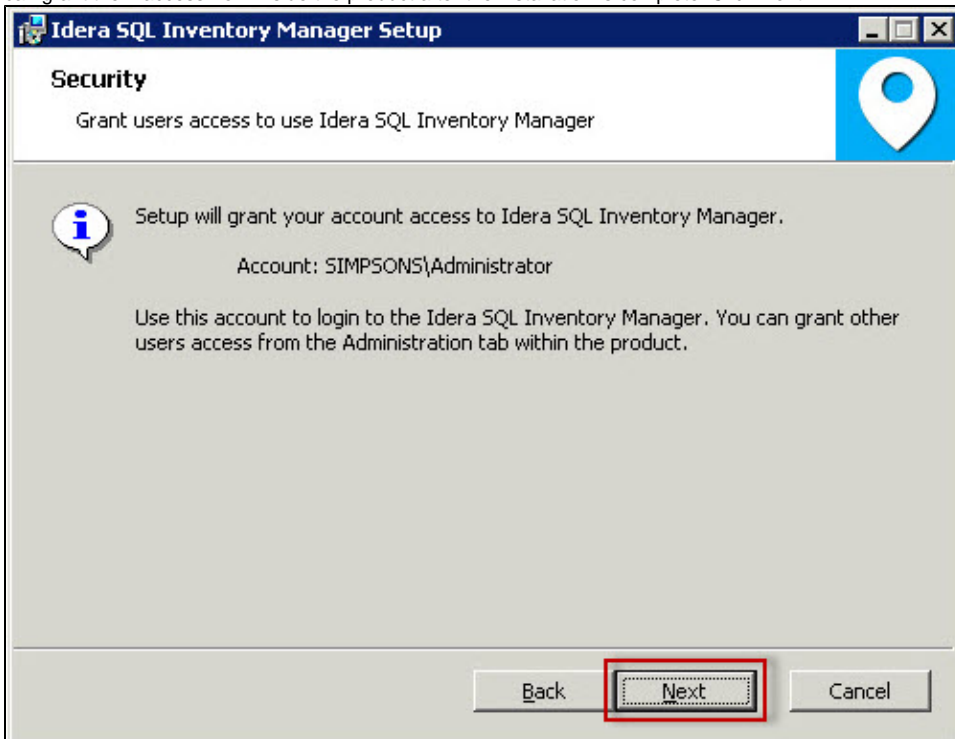 Idera SQL Inventory Manager Setup
Security
Grant users access to use Idera SQL Inventory Manager
Setup will grant your account access to Idera SQL Inventory Manager.
Account: SIMPSONS\Administrator
Use this account to login to the Idera SQL Inventory Manager. You can grant other
users access from the Administration tab within the product.
Back
Next
Cancel